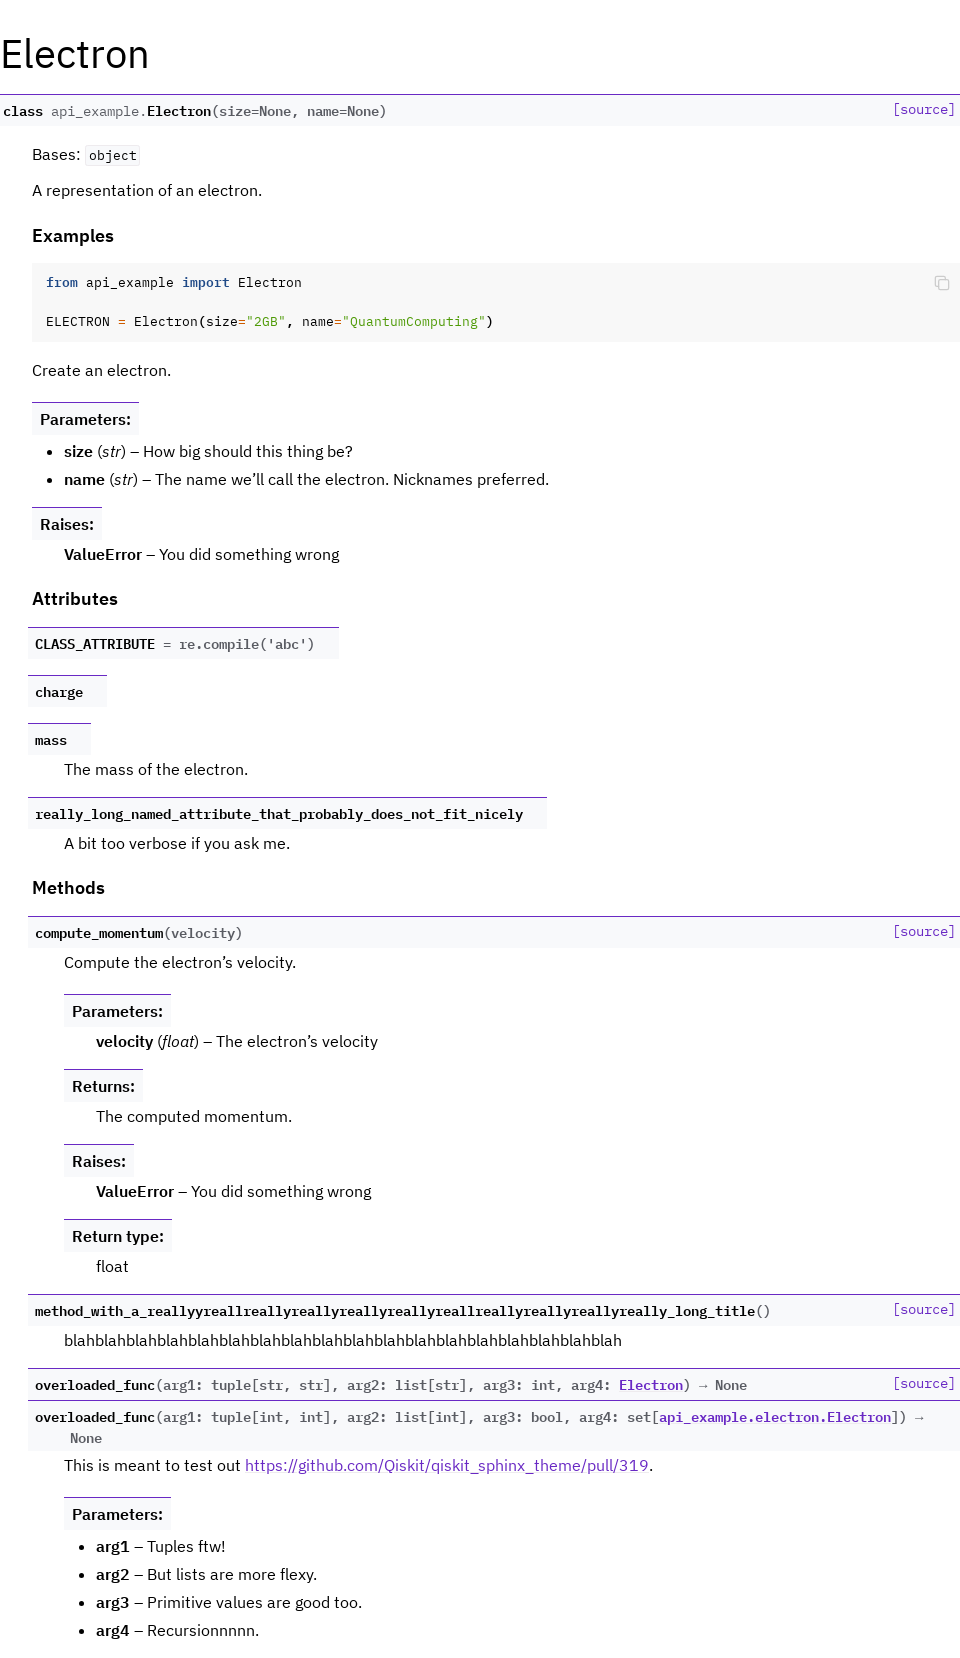 Electron
class api_example.Electron(size=None, name=None) [source]
Bases: object
A representation of an electron.
Examples
from api_example import Electron
ELECTRON = Electron(size="2GB", name="QuantumComputing")
Create an electron.
Parameters:
• size (str) – How big should this thing be?
• name (str) – The name we’ll call the electron. Nicknames preferred.
Raises:
ValueError – You did something wrong
Attributes
CLASS_ATTRIBUTE = re.compile('abc')
charge
mass
The mass of the electron.
really_long_named_attribute_that_probably_does_not_fit_nicely
A bit too verbose if you ask me.
Methods
compute_momentum(velocity) [source]
Compute the electron’s velocity.
Parameters:
velocity (float) – The electron’s velocity
Returns:
The computed momentum.
Raises:
ValueError – You did something wrong
Return type:
float
method_with_a_reallyyreallreallyreallyreallyreallyreallreallyreallyreallyreally_long_title() [source]
blahblahblahblahblahblahblahblahblahblahblahblahblahblahblahblahblahblah
overloaded_func(arg1: tuple[str, str], arg2: list[str], arg3: int, arg4: Electron) → None [source]
overloaded_func(arg1: tuple[int, int], arg2: list[int], arg3: bool, arg4: set[api_example.electron.Electron]) →
None
This is meant to test out https://github.com/Qiskit/qiskit_sphinx_theme/pull/319.
Parameters:
• arg1 – Tuples ftw!
• arg2 – But lists are more flexy.
• arg3 – Primitive values are good too.
• arg4 – Recursionnnnn.